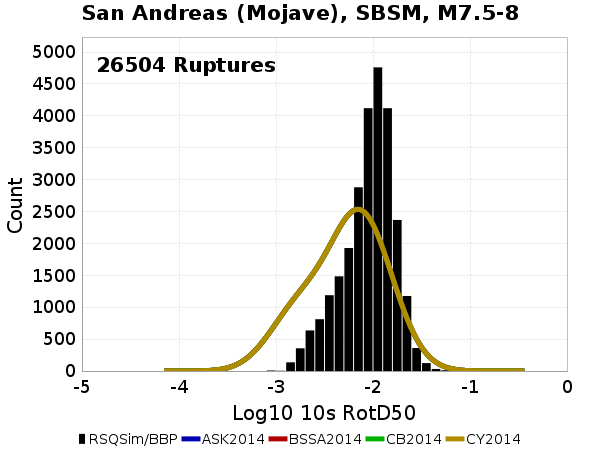 San Andreas (Mojave), SBSM, M7.5-8
26504 Ruptures
5000
4500
4000
3500
3000
2500
2000
1500
1000
500
0
Count
-5 -4 -3 -2 -1 0
Log10 10s RotD50
RSQSim/BBP ASK2014 BSSA2014 CB2014 CY2014